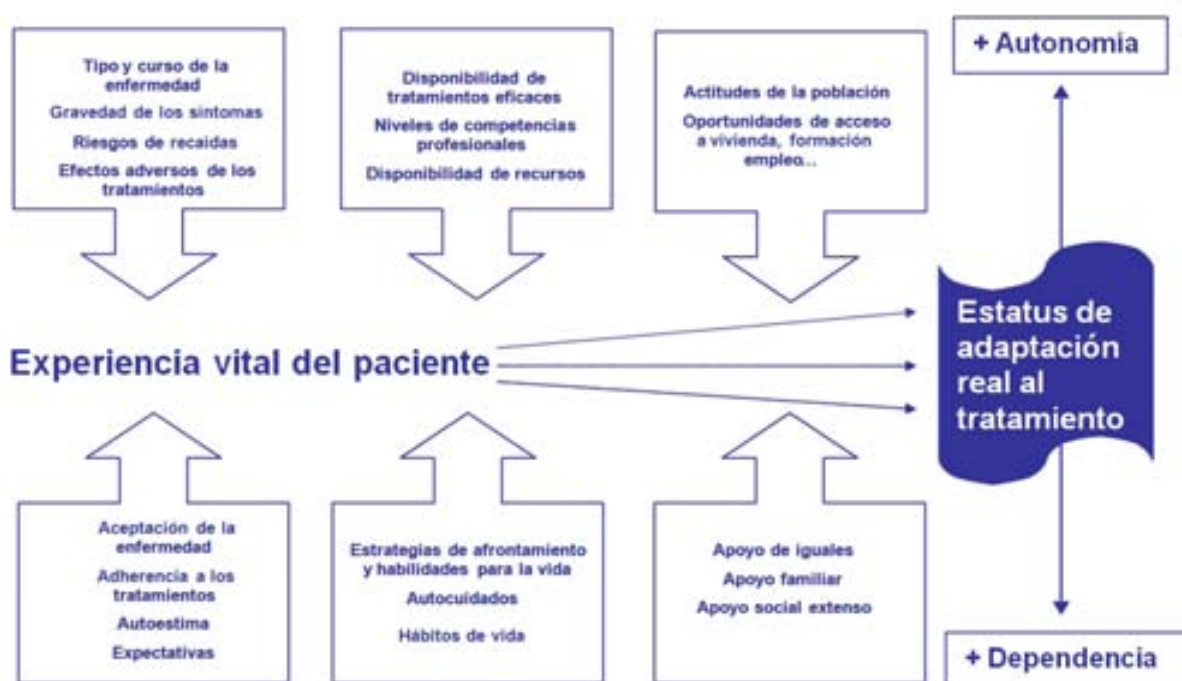 Tipo y curso de la
enfermedad
Gravedad de los síntomas
Riesgos de recaidas
Efectos adversos de los
tratamientos
Disponibilidad de
tratamientos eficaces
Niveles de competencias
profesionales
Disponibilidad de recursos
Actitudes de la población
Oportunidades de acceso
a vivienda, formación
empleo...
+ Autonomía
Experiencia vital del paciente
Estatus de
adaptación
real al
tratamiento
Aceptación de la
enfermedad
Adherencia a los
tratamientos
Autoestima
Expectativas
Estrategias de afrontamiento
y habilidades para la vida
Autocuidados
Hábitos de vida
Apoyo de iguales
Apoyo familiar
Apoyo social extenso
+ Dependencia